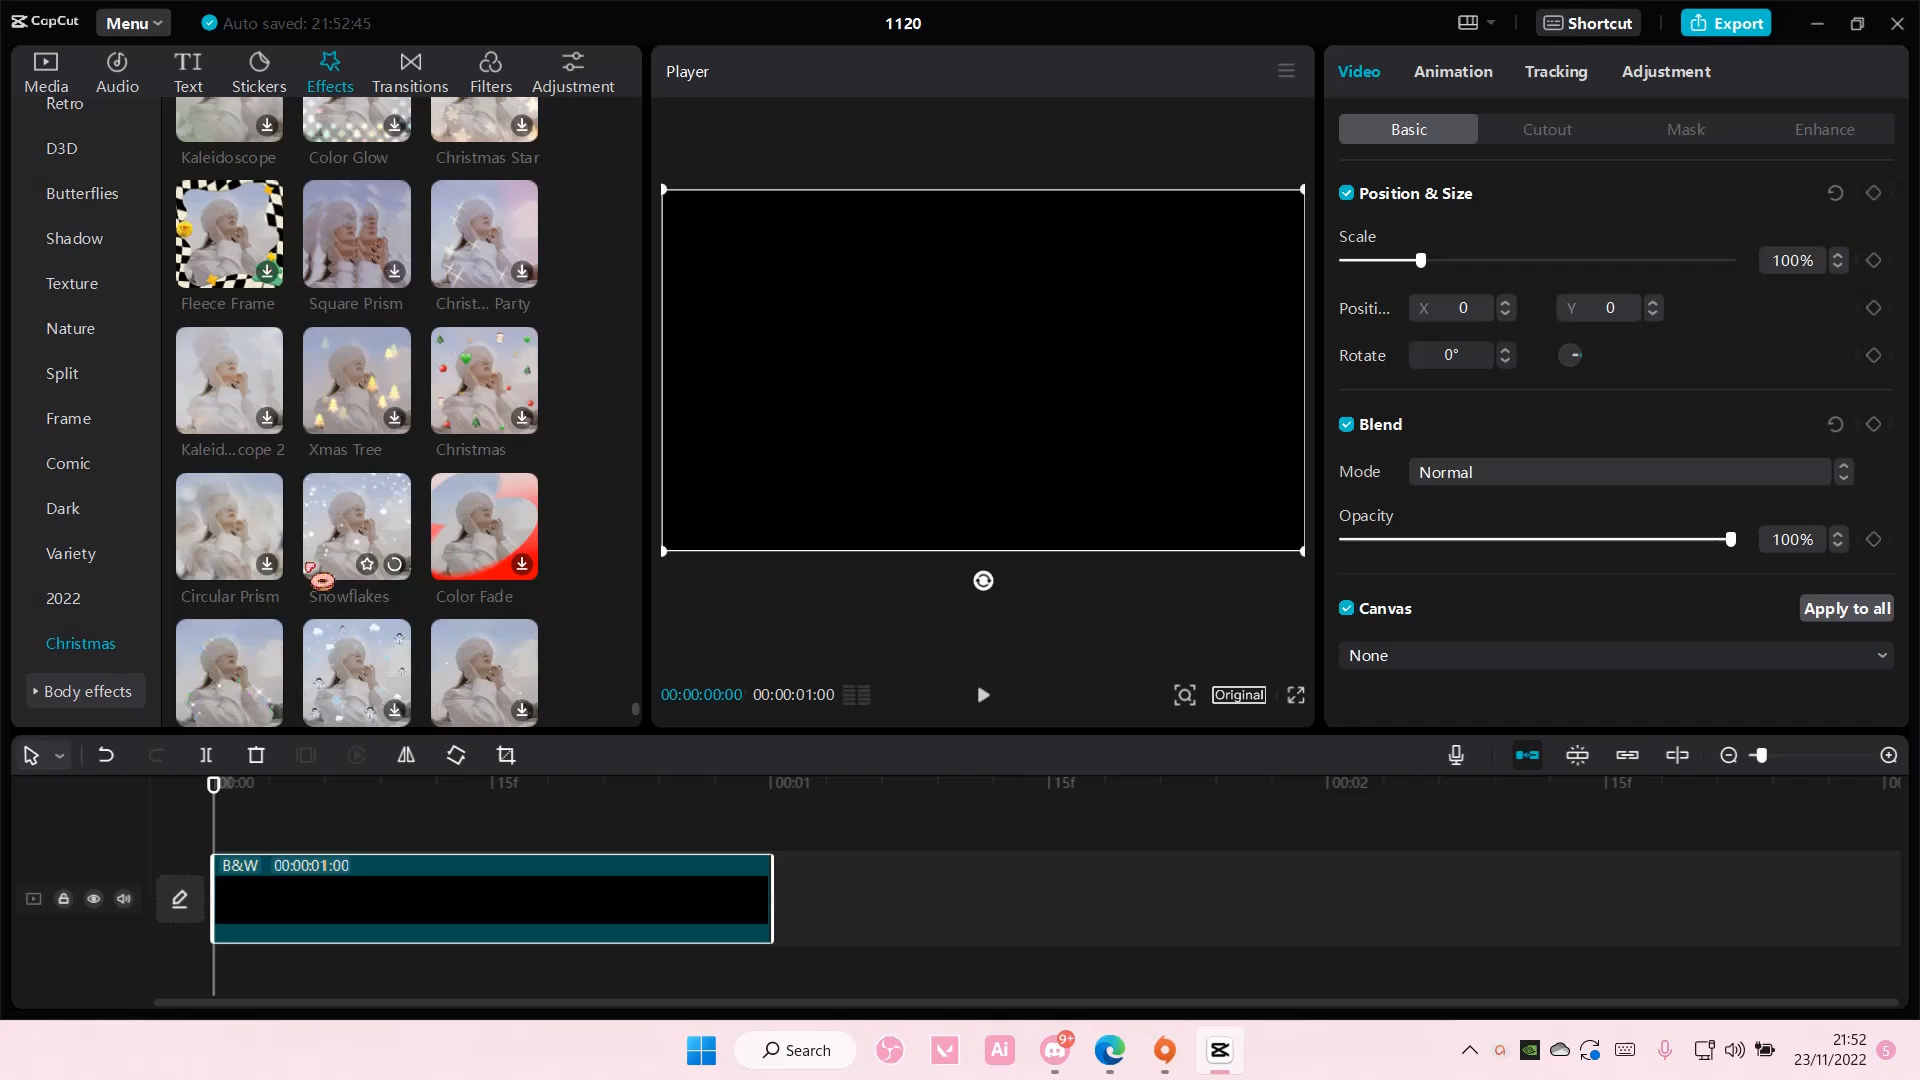 CapCut
Menu
Auto saved: 21:52:45
1120
Shortcut
Export
Media
Audio
Text
Stickers
Effects
Transitions
Filters
Adjustment
Retro
D3D
Butterflies
Shadow
Texture
Nature
Split
Frame
Comic
Dark
Variety
2022
Christmas
Body effects
Kaleidoscope
Color Glow
Christmas Star
Fleece Frame
Square Prism
Christ... Party
Kaleid...cope 2
Xmas Tree
Christmas
Circular Prism
Snowflakes
Color Fade
Player
00:00:00:00
00:00:01:00
Original
Video
Animation
Tracking
Adjustment
Basic
Cutout
Mask
Enhance
Position & Size
Scale
100%
Positi...
X 0
Y 0
Rotate
0°
Blend
Mode
Normal
Opacity
100%
Canvas
Apply to all
None
00:00
15f
00:01
15f
00:02
15f
B&W 00:00:01:00
Search
Ai
9+
21:52
23/11/2022
5